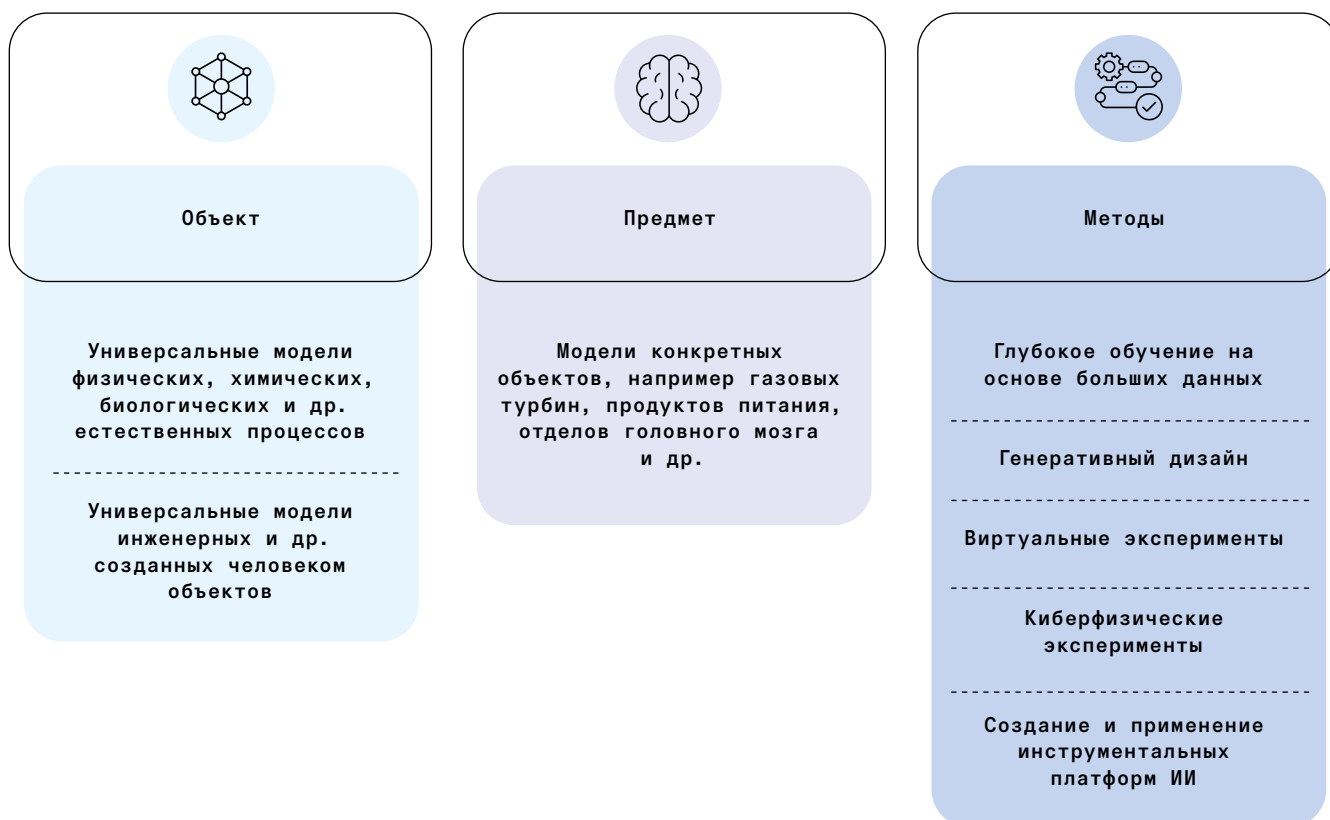 Объект
Универсальные модели
физических, химических,
биологических и др.
естественных процессов
Универсальные модели
инженерных и др.
созданных человеком
объектов
Предмет
Модели конкретных
объектов, например газовых
турбин, продуктов питания,
отделов головного мозга
и др.
Методы
Глубокое обучение на
основе больших данных
Генеративный дизайн
Виртуальные эксперименты
Киберфизические
эксперименты
Создание и применение
инструментальных
платформ ИИ